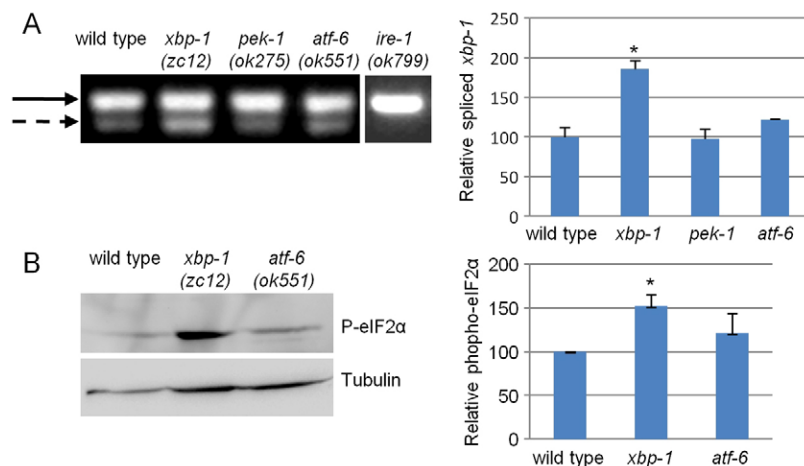 A
wild type
xbp-1
(zc12)
pek-1
(ok275)
atf-6
(ok551)
ire-1
(ok799)
Relative spliced xbp-1
250
200
150
100
50
0
*
wild type
xbp-1
pek-1
atf-6
B
wild type
xbp-1
(zc12)
atf-6
(ok551)
P-eIF2α
Tubulin
Relative phopho-eIF2α
200
150
100
50
0
*
wild type
xbp-1
atf-6